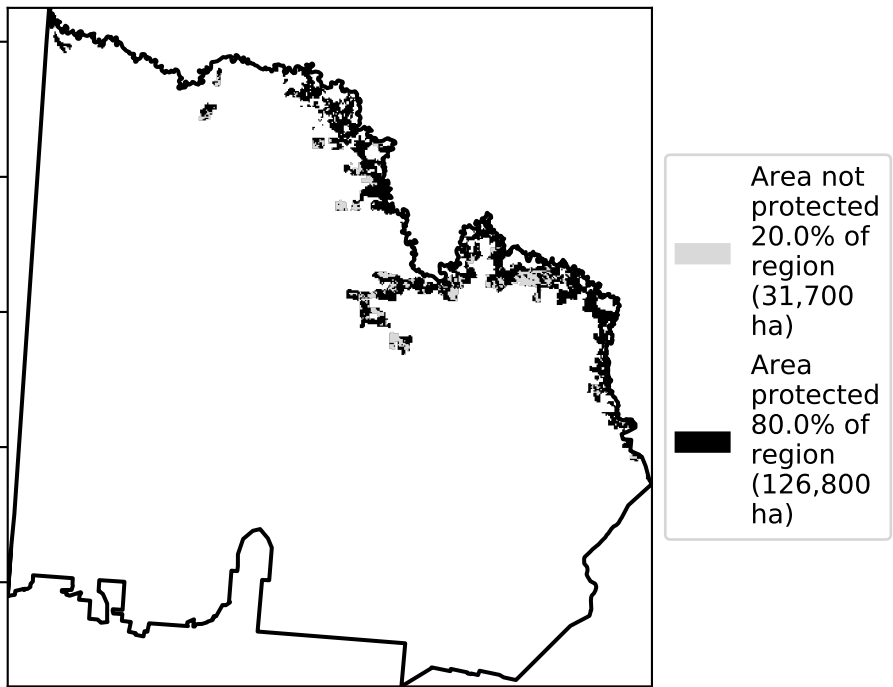 Area not
protected
20.0% of
region
(31,700
ha)
Area
protected
80.0% of
region
(126,800
ha)